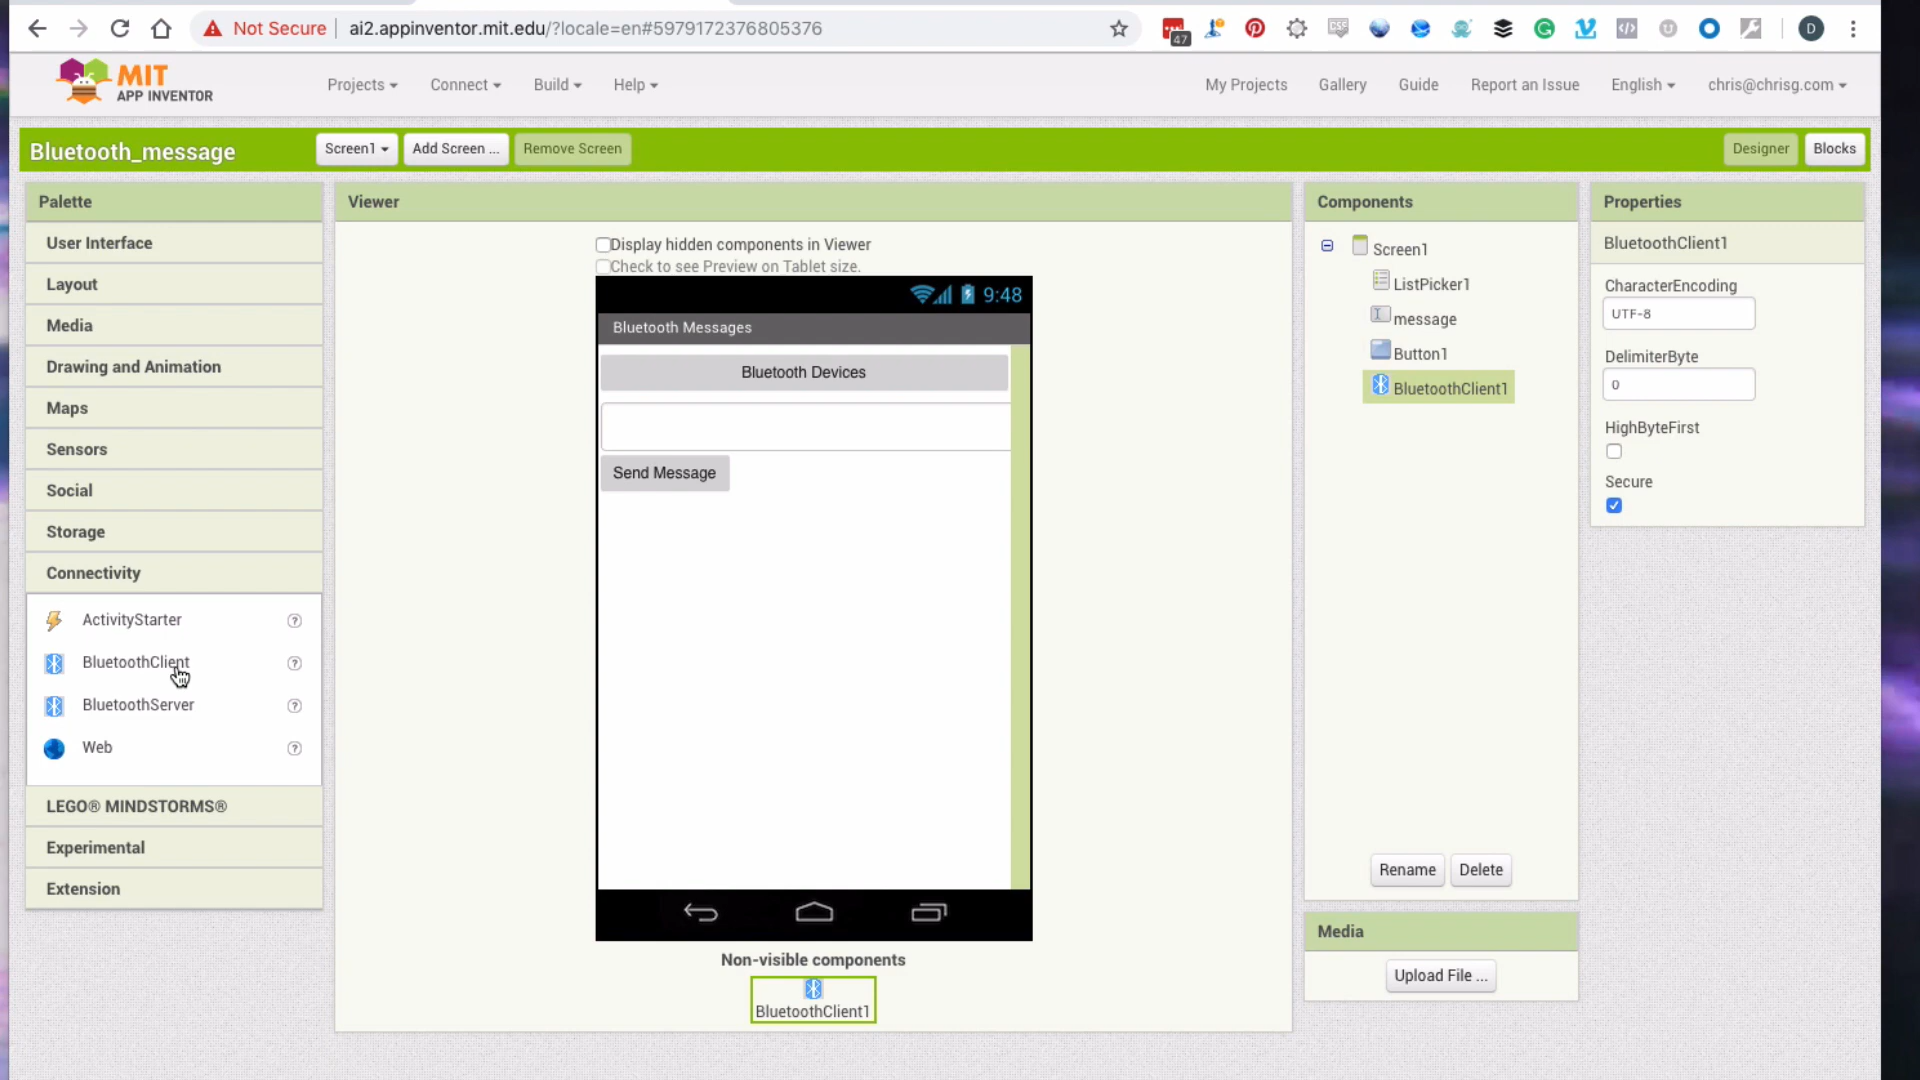 Not Secure | ai2.appinventor.mit.edu/?locale=en#5979172376805376
47
CSS
D
MIT
APP INVENTOR
Projects
Connect
Build
Help
My Projects
Gallery
Guide
Report an Issue
English
chris@chrisg.com
Bluetooth_message
Screen1
Add Screen ...
Remove Screen
Designer
Blocks
Palette
User Interface
Layout
Media
Drawing and Animation
Maps
Sensors
Social
Storage
Connectivity
ActivityStarter ?
BluetoothClient ?
BluetoothServer ?
Web ?
LEGO® MINDSTORMS®
Experimental
Extension
Viewer
Display hidden components in Viewer
Check to see Preview on Tablet size.
9:48
Bluetooth Messages
Bluetooth Devices
Send Message
Non-visible components
BluetoothClient1
Components
Screen1
ListPicker1
message
Button1
BluetoothClient1
Rename
Delete
Media
Upload File ...
Properties
BluetoothClient1
CharacterEncoding
UTF-8
DelimiterByte
0
HighByteFirst
Secure